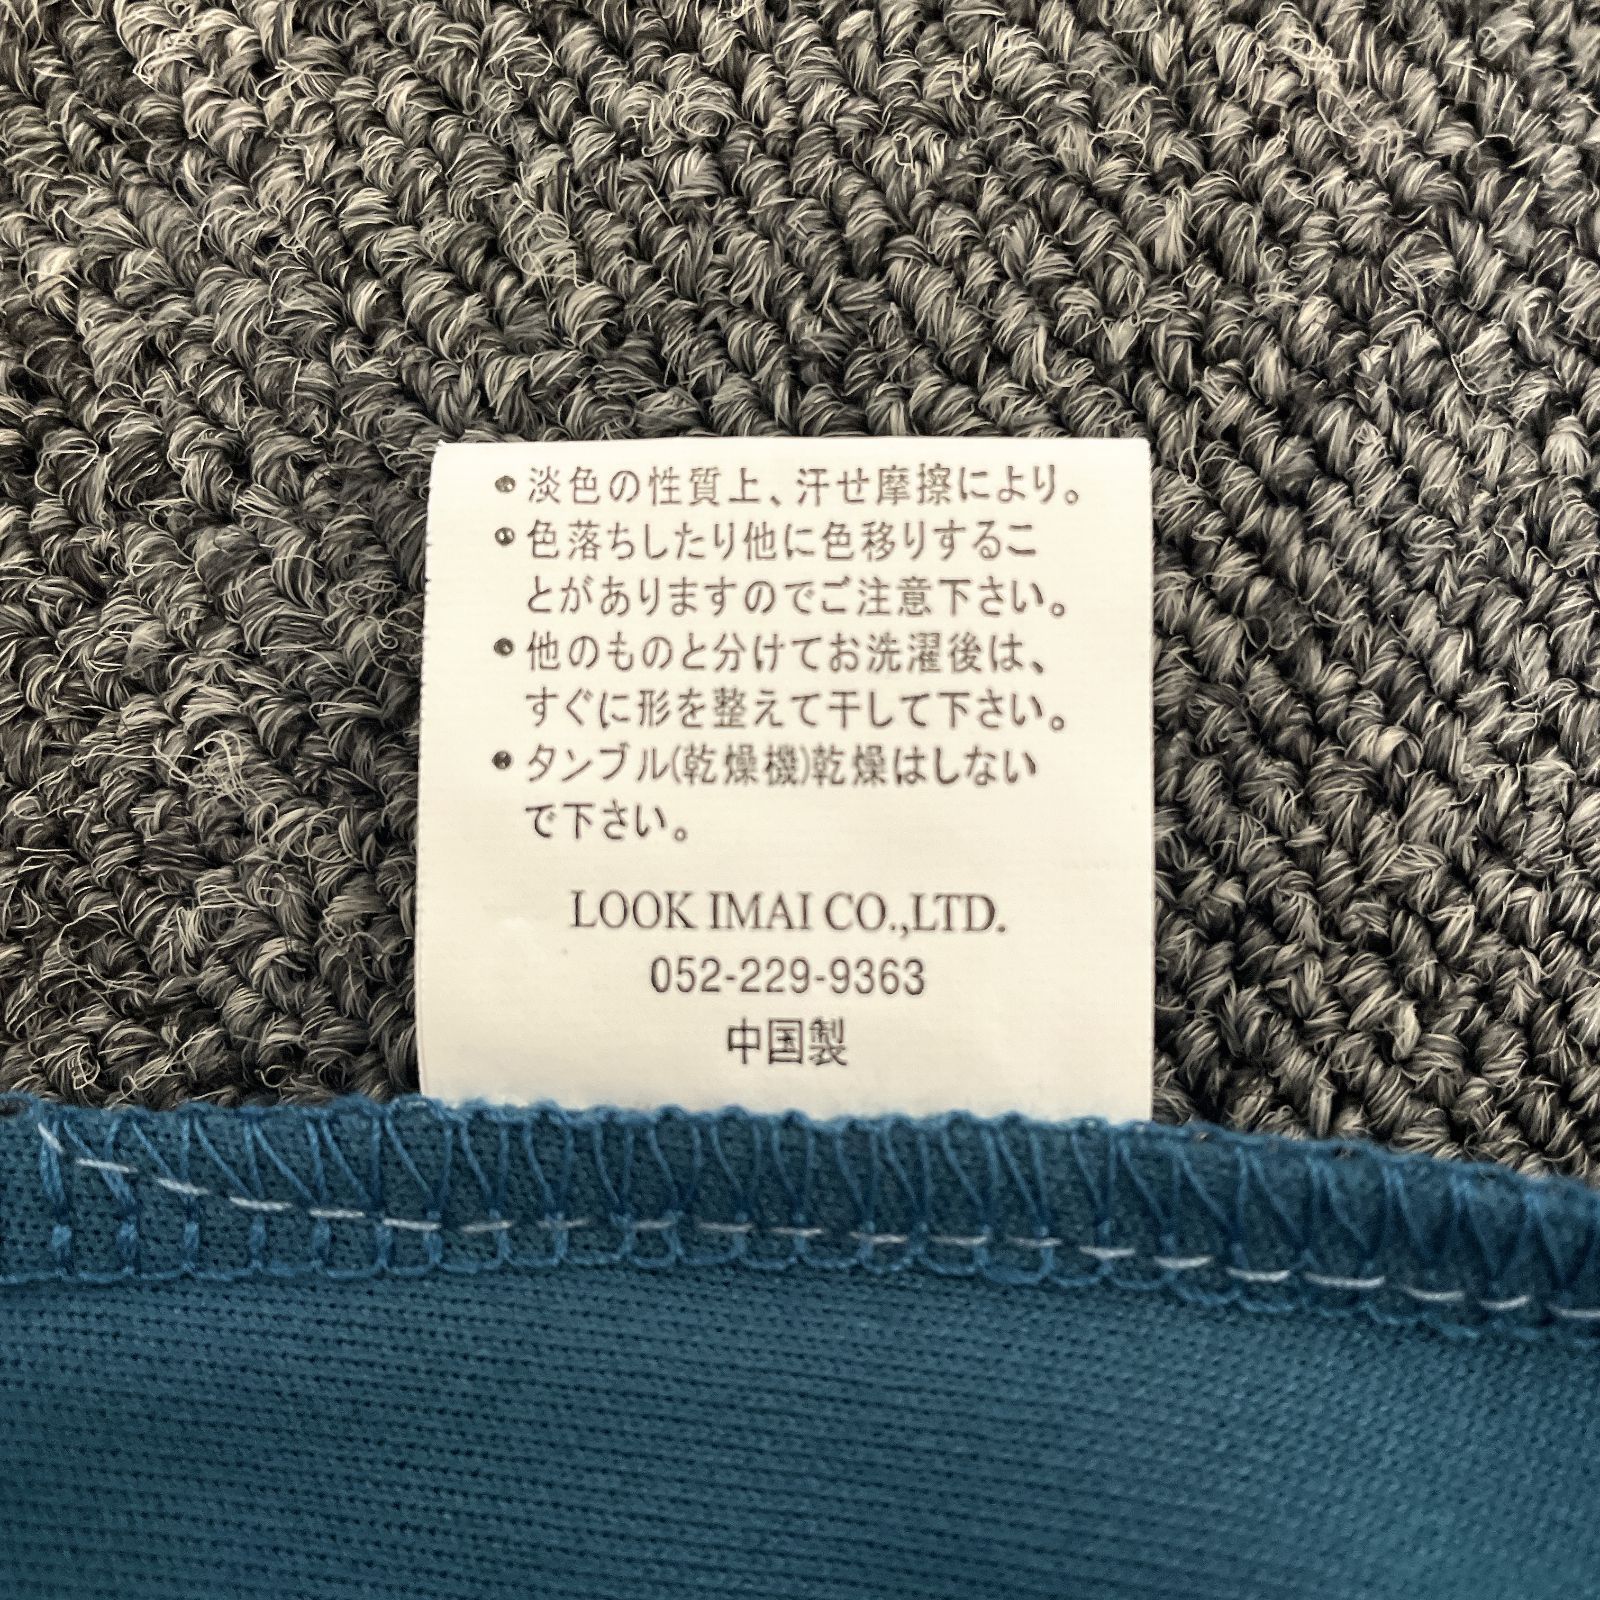 ● 淡色の性質上、汗せ摩擦により。
● 色落ちしたり他に色移りするこ
とがありますのでご注意下さい。
● 他のものと分けてお洗濯後は、
すぐに形を整えて干して下さい。
● タンブル(乾燥機)乾燥はしない
で下さい。
LOOK IMAI CO.,LTD.
052-229-9363
中国製